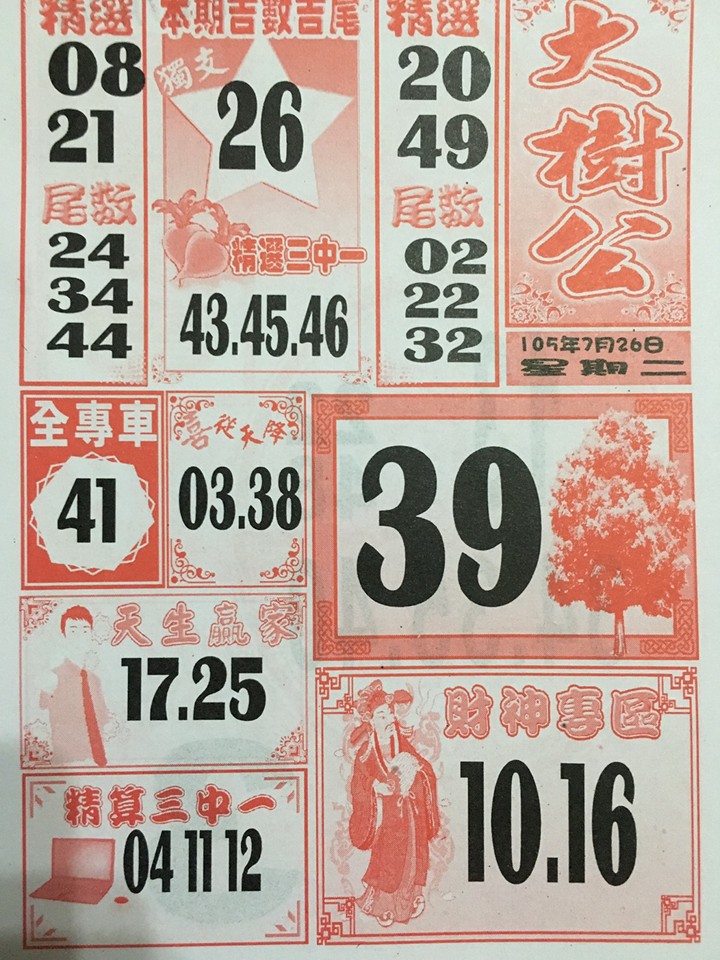 精選
08
21
尾数
24
34
44
本期吉數吉尾
獨支
26
精選三中一
43.45.46
精選
20
49
尾数
02
22
32
大樹公
105年7月26日
星期二
全專車
41
喜從天降
03.38
39
天生贏家
17.25
精算三中一
04 11 12
財神專區
10.16